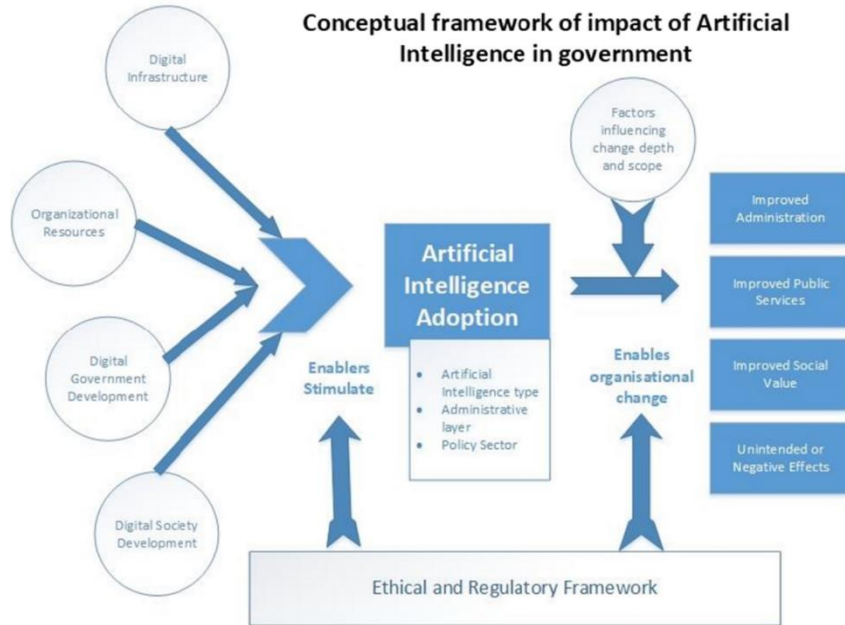 Conceptual framework of impact of Artificial
Intelligence in government
Digital
Infrastructure
Organizational
Resources
Digital
Government
Development
Digital Society
Development
Enablers
Stimulate
Artificial
Intelligence
Adoption
• Artificial
Intelligence type
• Administrative
layer
• Policy Sector
Factors
influencing
change depth
and scope
Enables
organisational
change
Improved
Administration
Improved Public
Services
Improved Social
Value
Unintended or
Negative Effects
Ethical and Regulatory Framework